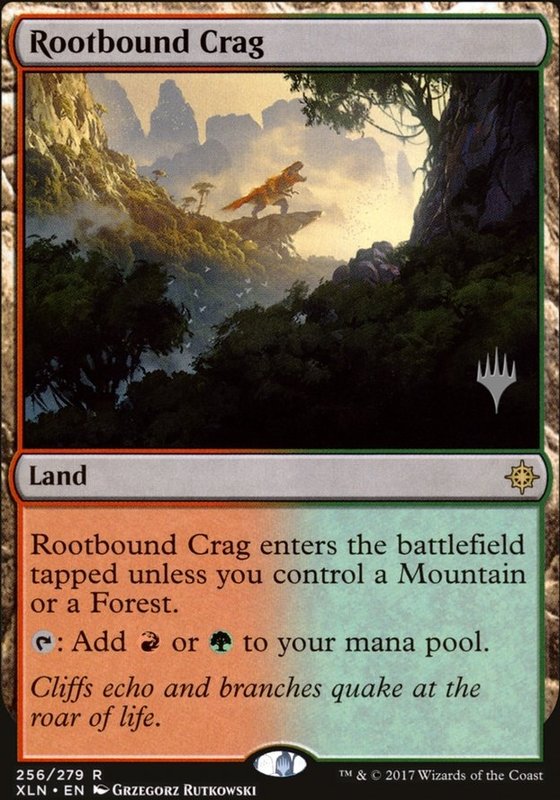 Rootbound Crag
Land
Rootbound Crag enters the battlefield
tapped unless you control a Mountain
or a Forest.
: Add or to your mana pool.
Cliffs echo and branches quake at the
roar of life.
256/279 R
XLN • EN Grzegorz Rutkowski
™ & © 2017 Wizards of the Coast